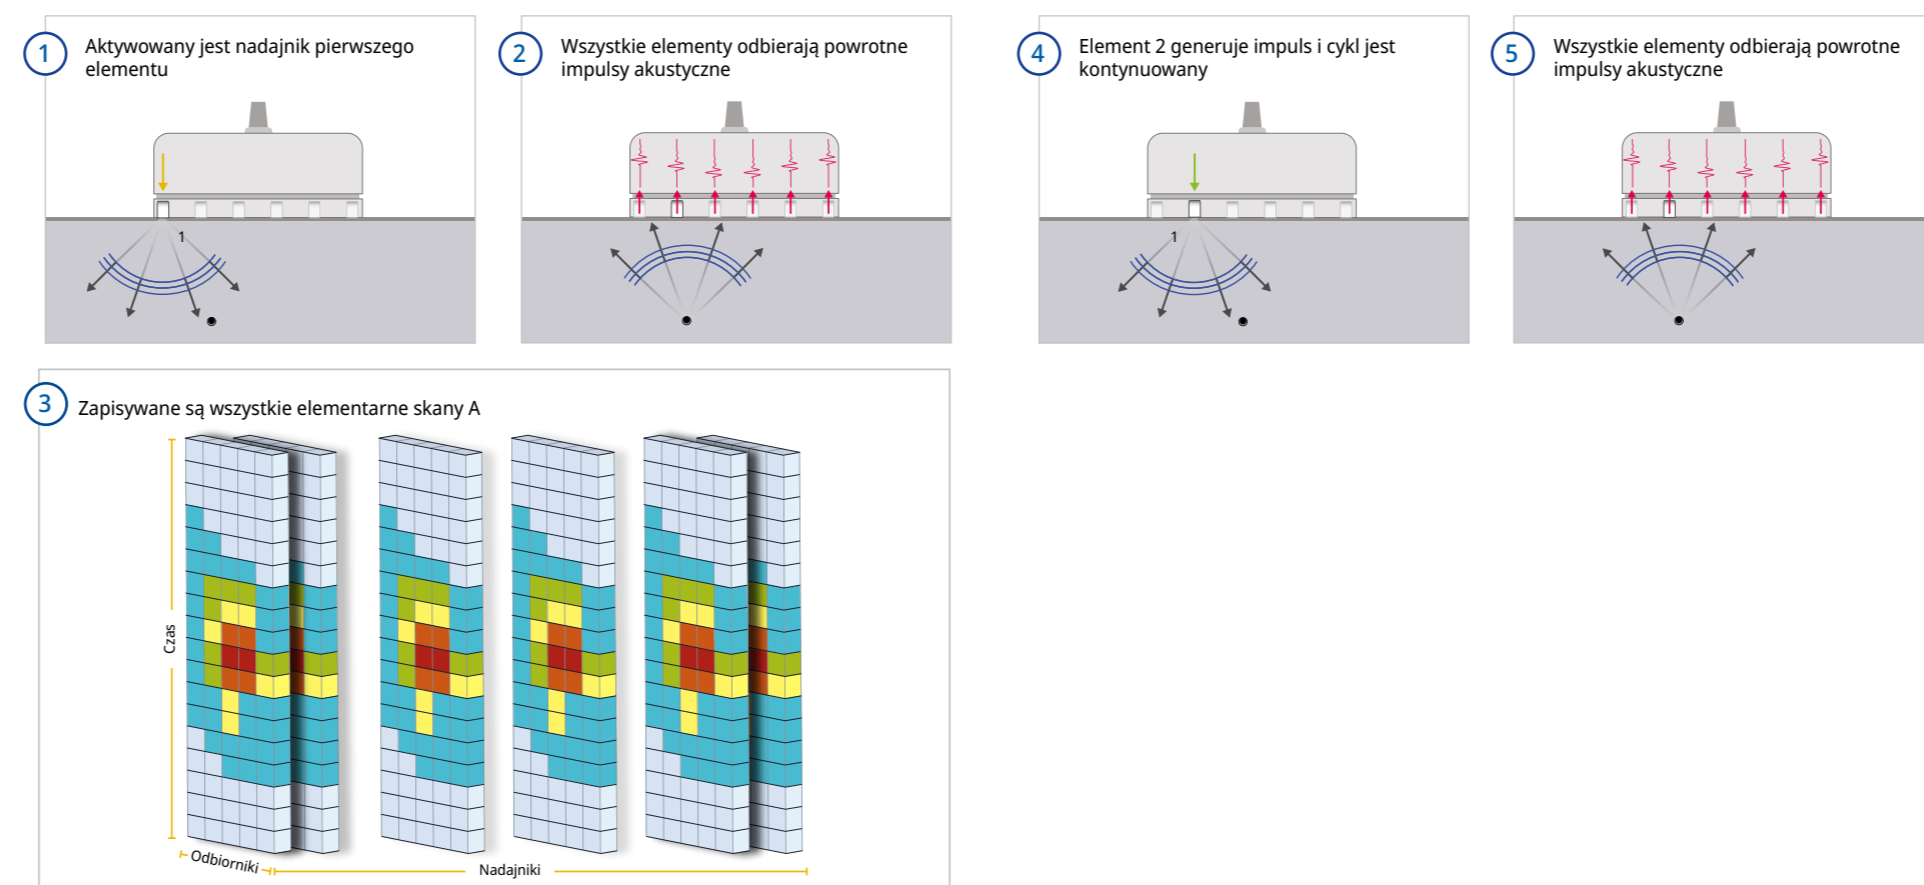 1
Aktywowany jest nadajnik pierwszego
elementu
1
2
Wszystkie elementy odbierają powrotne
impulsy akustyczne
3
Zapisywane są wszystkie elementarne skany A
Czas
Odbiorniki
Nadajniki
4
Element 2 generuje impuls i cykl jest
kontynuowany
1
5
Wszystkie elementy odbierają powrotne
impulsy akustyczne